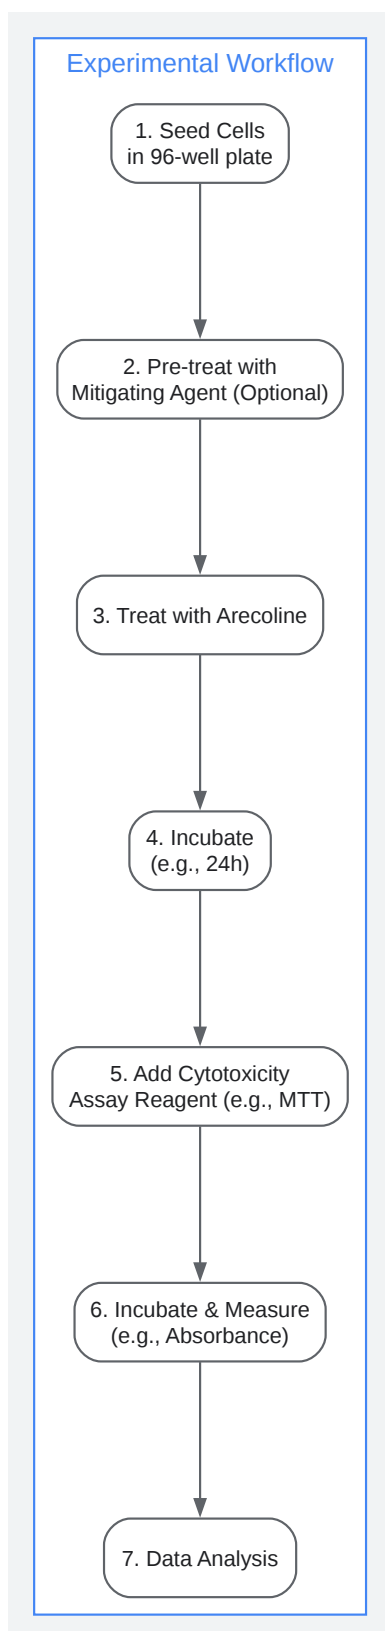 Experimental Workflow
1. Seed Cells
in 96-well plate
2. Pre-treat with
Mitigating Agent (Optional)
3. Treat with Arecoline
4. Incubate
(e.g., 24h)
5. Add Cytotoxicity
Assay Reagent (e.g., MTT)
6. Incubate & Measure
(e.g., Absorbance)
7. Data Analysis